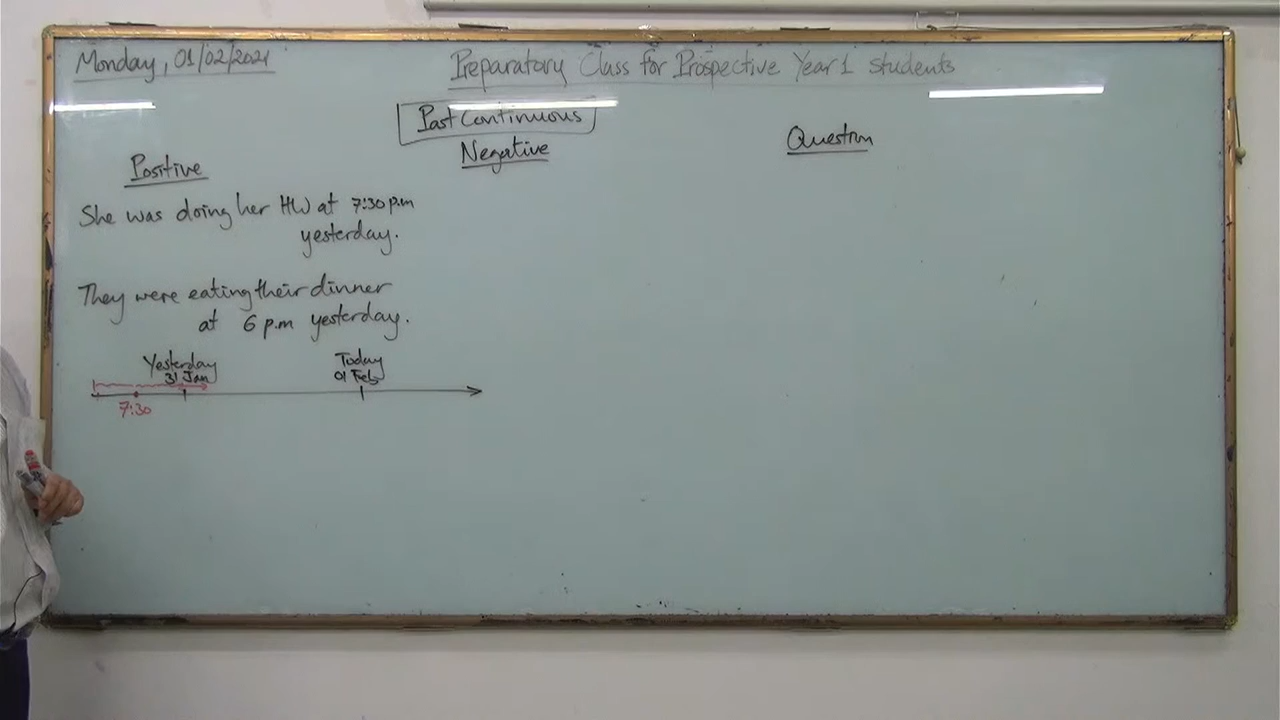 Monday, 01/02/2021
Preparatory Class for Prospective Year 1 Students
Past Continuous
Positive
Negative
Question
She was doing her HW at 7:30 p.m
yesterday.
They were eating their dinner
at 6 p.m yesterday.
Yesterday
31 Jan
Today
01 Feb
7:30